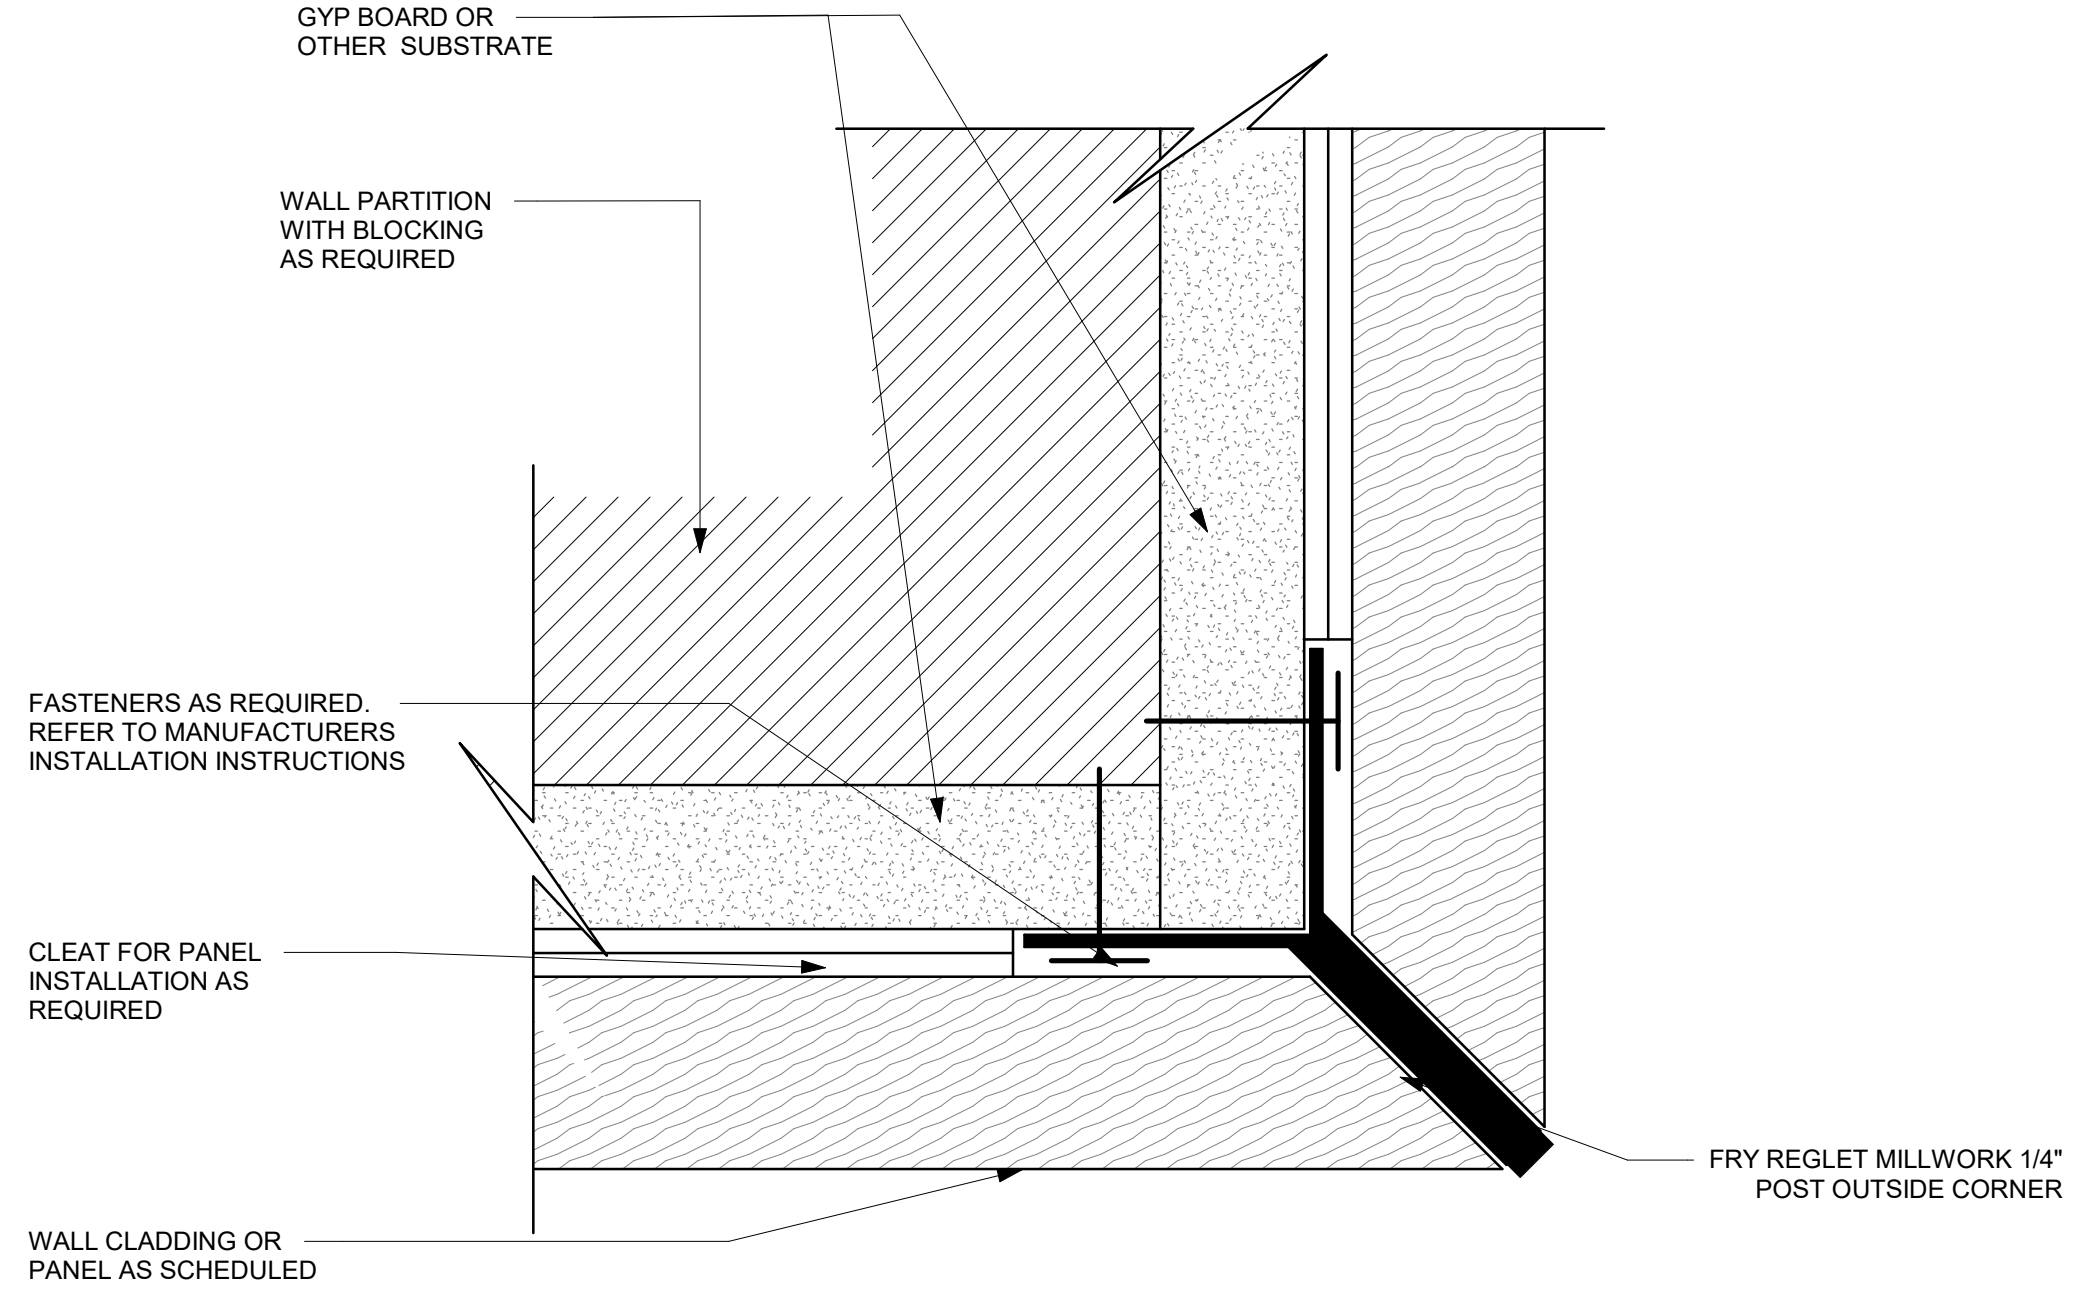 GYP BOARD OR
OTHER SUBSTRATE
WALL PARTITION
WITH BLOCKING
AS REQUIRED
FASTENERS AS REQUIRED.
REFER TO MANUFACTURERS
INSTALLATION INSTRUCTIONS
CLEAT FOR PANEL
INSTALLATION AS
REQUIRED
FRY REGLET MILLWORK 1/4"
POST OUTSIDE CORNER
WALL CLADDING OR
PANEL AS SCHEDULED